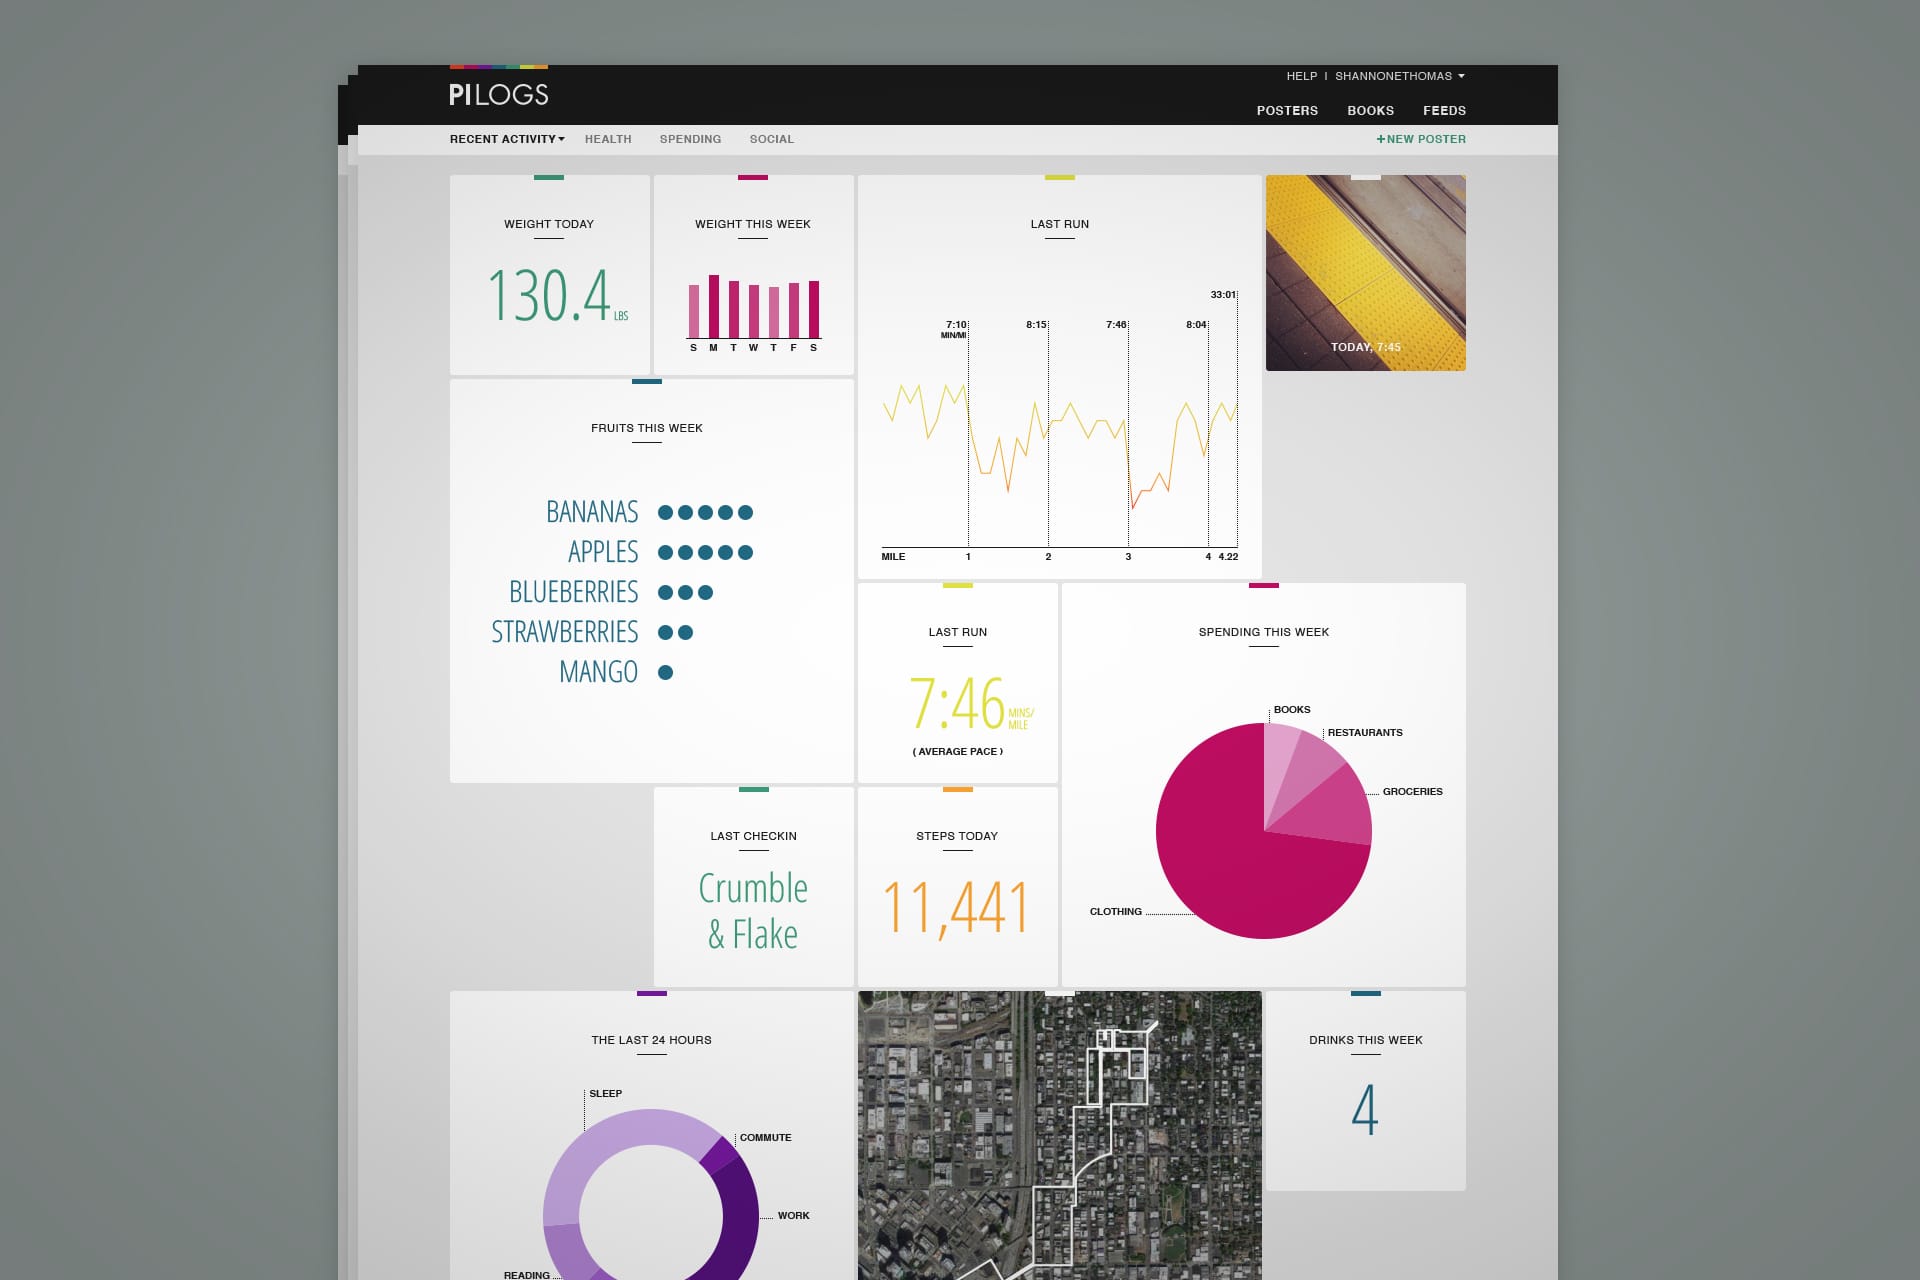 PILOGS
HELP | SHANNONETHOMAS
POSTERS BOOKS FEEDS
RECENT ACTIVITY HEALTH SPENDING SOCIAL
+NEW POSTER
WEIGHT TODAY
130.4 LBS
WEIGHT THIS WEEK
S M T W T F S
LAST RUN
33:01
7:10 8:15 7:46 8:04
MIN/MI
MILE 1 2 3 4 4.22
TODAY, 7:45
FRUITS THIS WEEK
BANANAS
APPLES
BLUEBERRIES
STRAWBERRIES
MANGO
LAST RUN
7:46 MINS/
MILE
( AVERAGE PACE )
SPENDING THIS WEEK
BOOKS
RESTAURANTS
GROCERIES
CLOTHING
LAST CHECKIN
Crumble
& Flake
STEPS TODAY
11,441
THE LAST 24 HOURS
SLEEP
COMMUTE
WORK
READING
DRINKS THIS WEEK
4